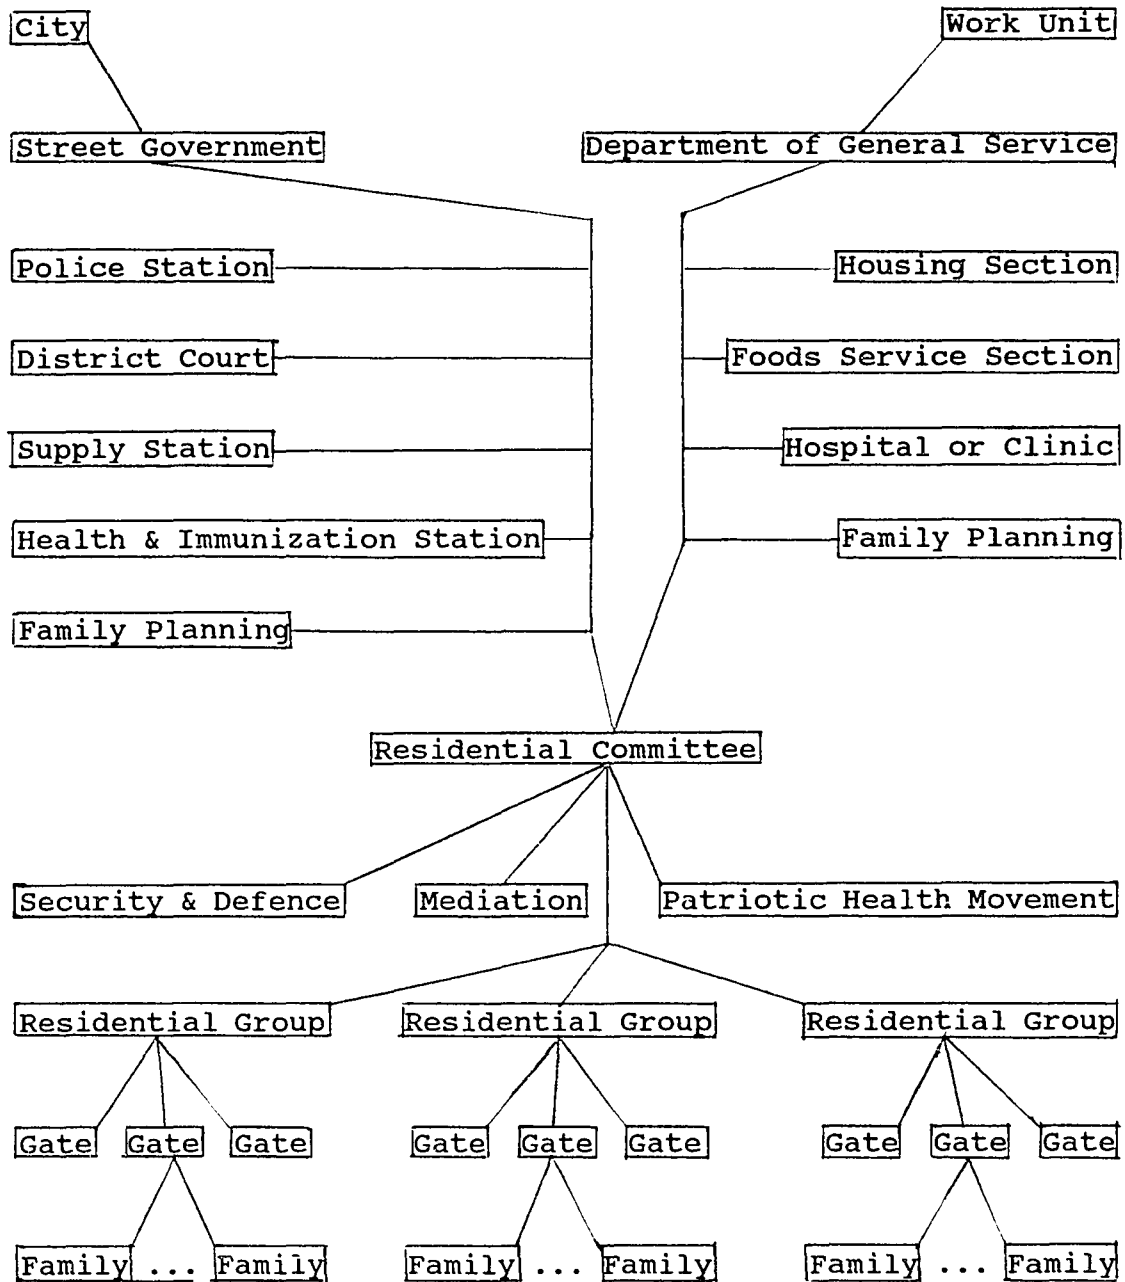 City Work Unit
Street Government Department of General Service
Police Station Housing Section
District Court Foods Service Section
Supply Station Hospital or Clinic
Health & Immunization Station Family Planning
Family Planning
Residential Committee
Security & Defence Mediation Patriotic Health Movement
Residential Group Residential Group Residential Group
Gate Gate Gate Gate Gate Gate Gate Gate Gate
Family ... Family Family ... Family Family ... Family